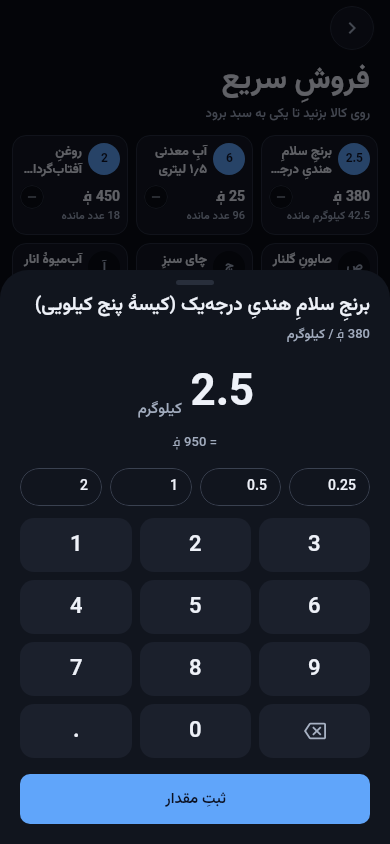 فروشِ سریع
روی کالا بزنید تا یکی به سبد برود
2.5 برنجِ سلامِ هندیِ درجـ…
380 ؋
42.5 کیلوگرم مانده
6 آبِ معدنی ۱٫۵ لیتری
25 ؋
96 عدد مانده
2 روغنِ آفتاب‌گردا…
450 ؋
18 عدد مانده
ص صابونِ گلنار
چ چای سبزِ
آ آب‌میوهٔ انار
برنجِ سلامِ هندیِ درجه‌یک (کیسهٔ پنج کیلویی)
380 ؋ / کیلوگرم
2.5 کیلوگرم
= 950 ؋
0.25 0.5 1 2
1 2 3
4 5 6
7 8 9
. 0
ثبتِ مقدار